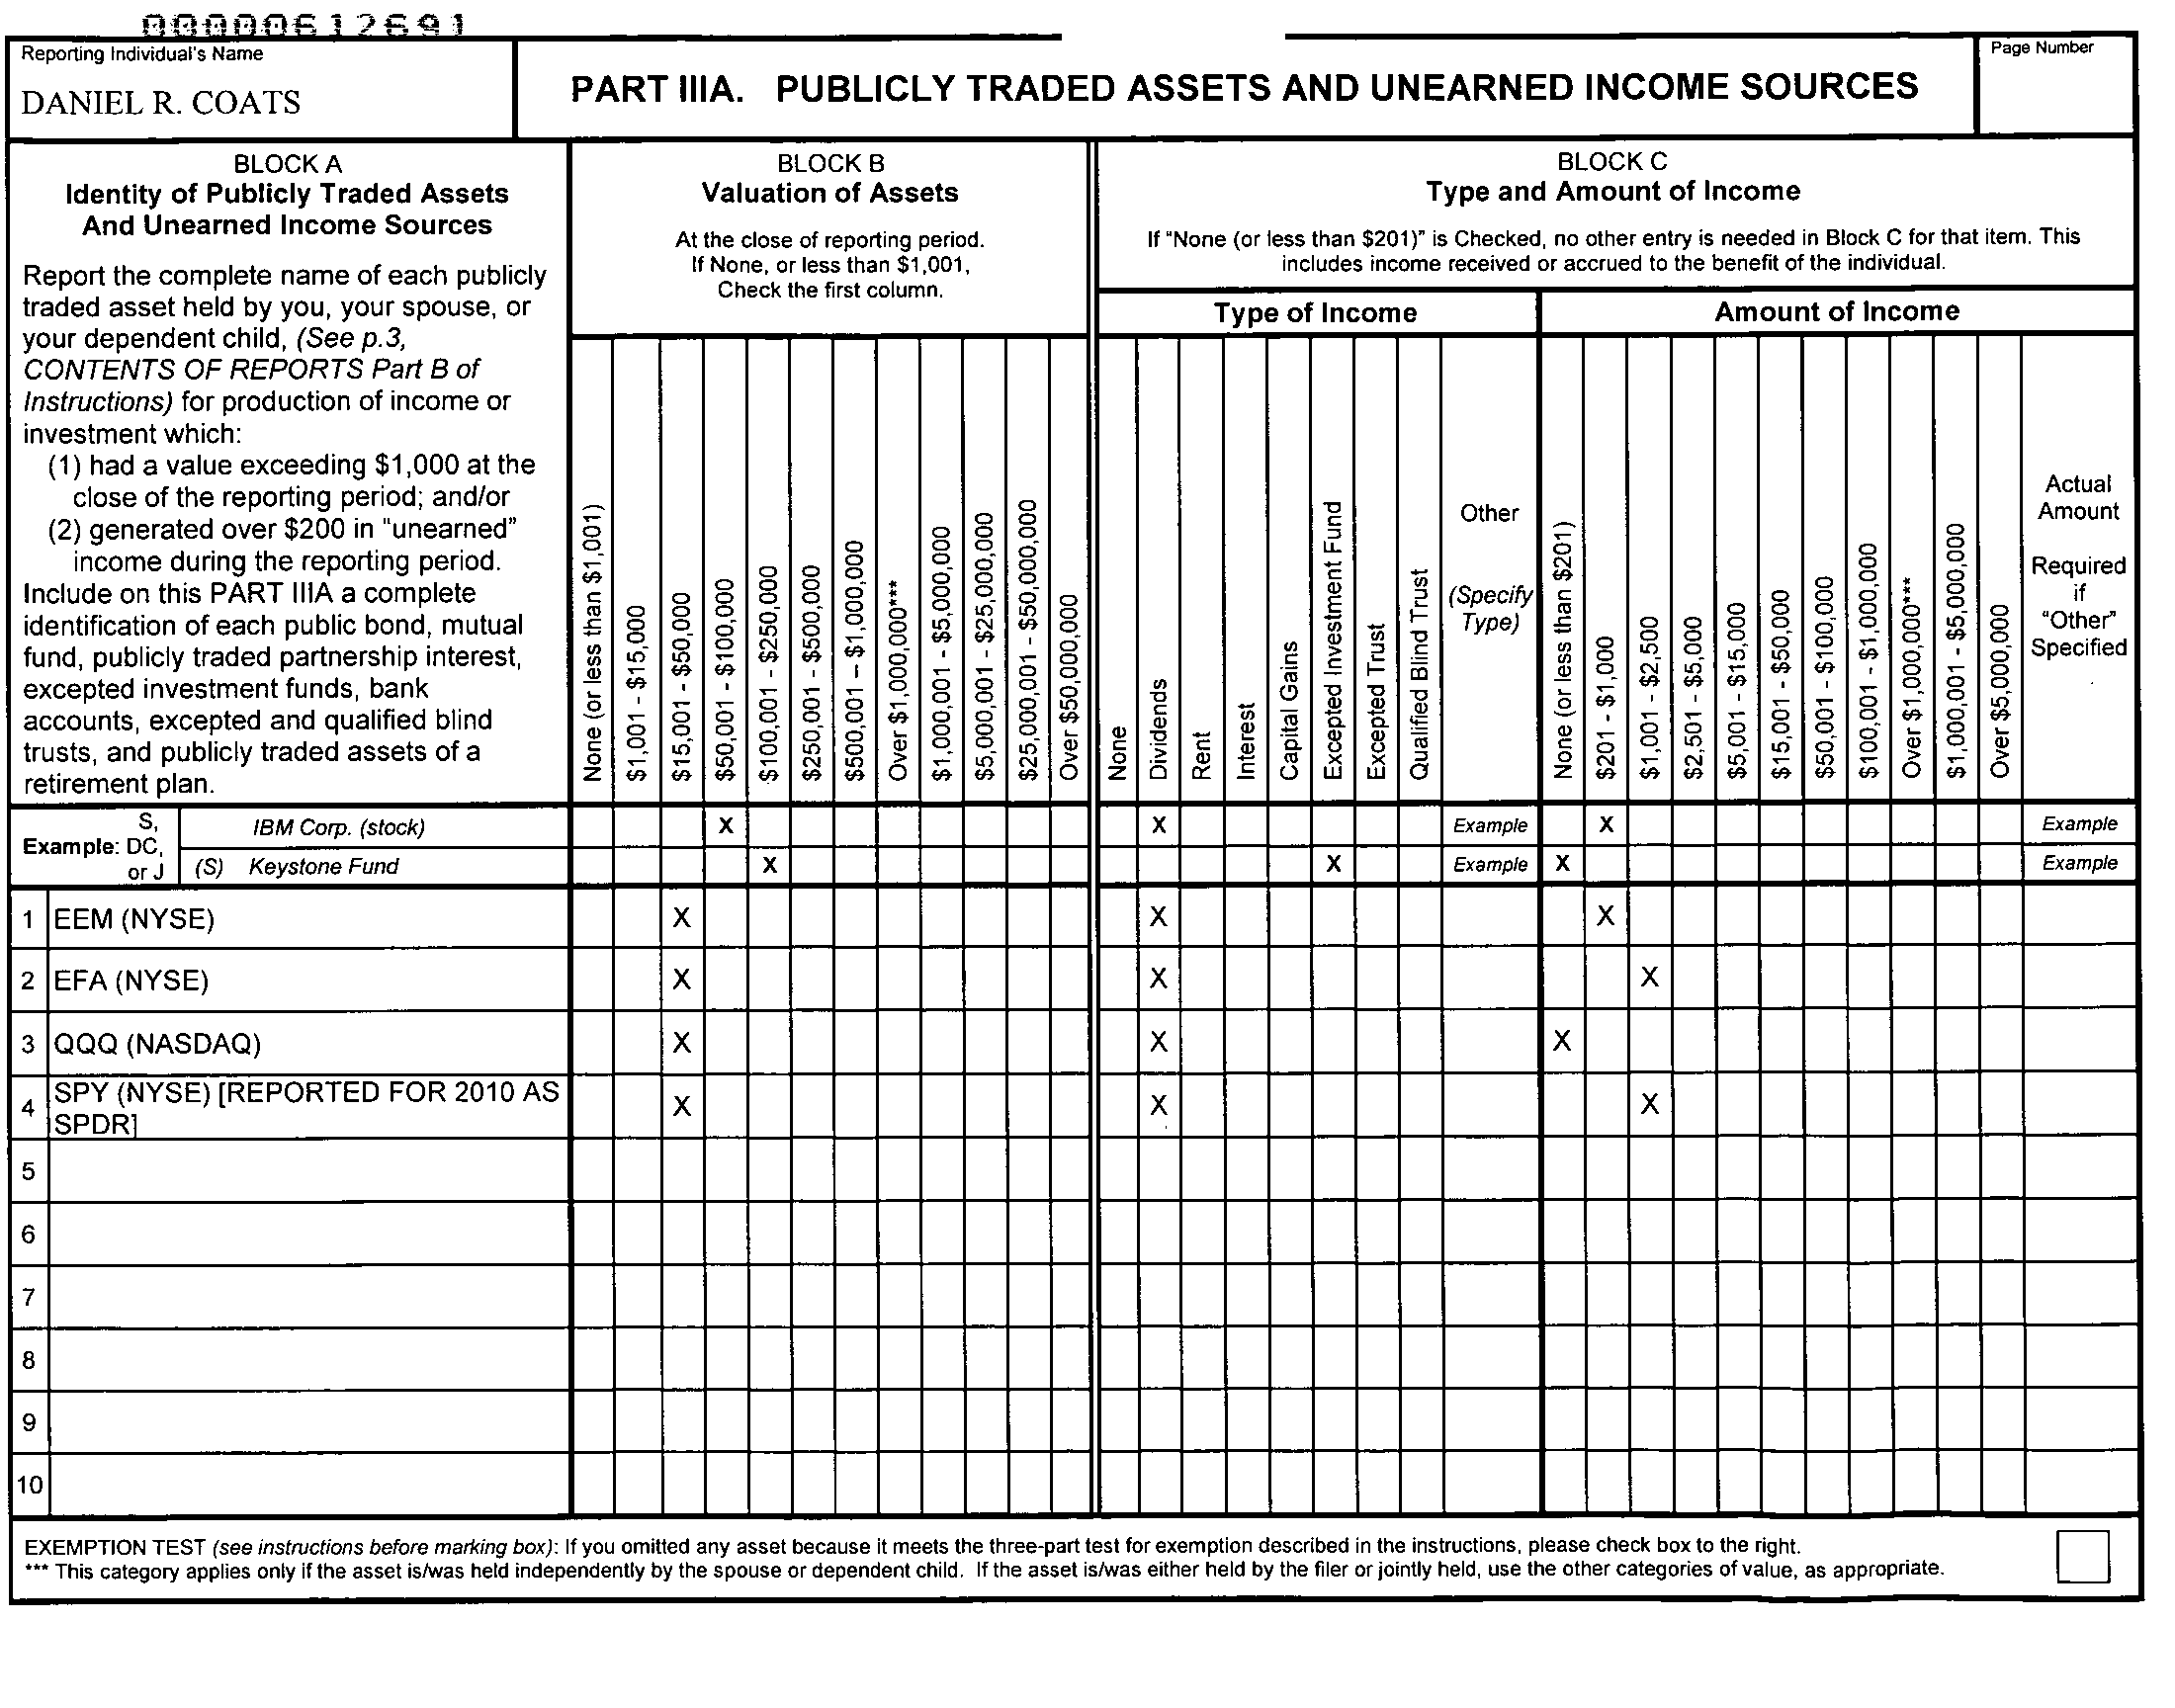 00000612691
Reporting Individual's Name
DANIEL R. COATS
PART IIIA. PUBLICLY TRADED ASSETS AND UNEARNED INCOME SOURCES
Page Number
BLOCK A
Identity of Publicly Traded Assets
And Unearned Income Sources
Report the complete name of each publicly
traded asset held by you, your spouse, or
your dependent child, (See p.3,
CONTENTS OF REPORTS Part B of
Instructions) for production of income or
investment which:
(1) had a value exceeding $1,000 at the
close of the reporting period; and/or
(2) generated over $200 in "unearned"
income during the reporting period.
Include on this PART IIIA a complete
identification of each public bond, mutual
fund, publicly traded partnership interest,
excepted investment funds, bank
accounts, excepted and qualified blind
trusts, and publicly traded assets of a
retirement plan.
BLOCK B
Valuation of Assets
At the close of reporting period.
If None, or less than $1,001,
Check the first column.
None (or less than $1,001)
$1,001 - $15,000
$15,001 - $50,000
$50,001 - $100,000
$100,001 - $250,000
$250,001 - $500,000
$500,001 – $1,000,000
Over $1,000,000***
$1,000,001 - $5,000,000
$5,000,001 - $25,000,000
$25,000,001 - $50,000,000
Over $50,000,000
BLOCK C
Type and Amount of Income
If "None (or less than $201)" is Checked, no other entry is needed in Block C for that item. This
includes income received or accrued to the benefit of the individual.
Type of Income
None
Dividends
Rent
Interest
Capital Gains
Excepted Investment Fund
Excepted Trust
Qualified Blind Trust
Other
(Specify
Type)
Amount of Income
None (or less than $201)
$201 - $1,000
$1,001 - $2,500
$2,501 - $5,000
$5,001 - $15,000
$15,001 - $50,000
$50,001 - $100,000
$100,001 - $1,000,000
Over $1,000,000***
$1,000,001 - $5,000,000
Over $5,000,000
Actual
Amount
Required
if
"Other"
Specified
Example: S,
DC,
or J
IBM Corp. (stock) X X Example X Example
(S) Keystone Fund X X Example X Example
1 EEM (NYSE) X X X
2 EFA (NYSE) X X X
3 QQQ (NASDAQ) X X X
4 SPY (NYSE) [REPORTED FOR 2010 AS
SPDR] X X X
5
6
7
8
9
10
EXEMPTION TEST (see instructions before marking box): If you omitted any asset because it meets the three-part test for exemption described in the instructions, please check box to the right.
*** This category applies only if the asset is/was held independently by the spouse or dependent child. If the asset is/was either held by the filer or jointly held, use the other categories of value, as appropriate.